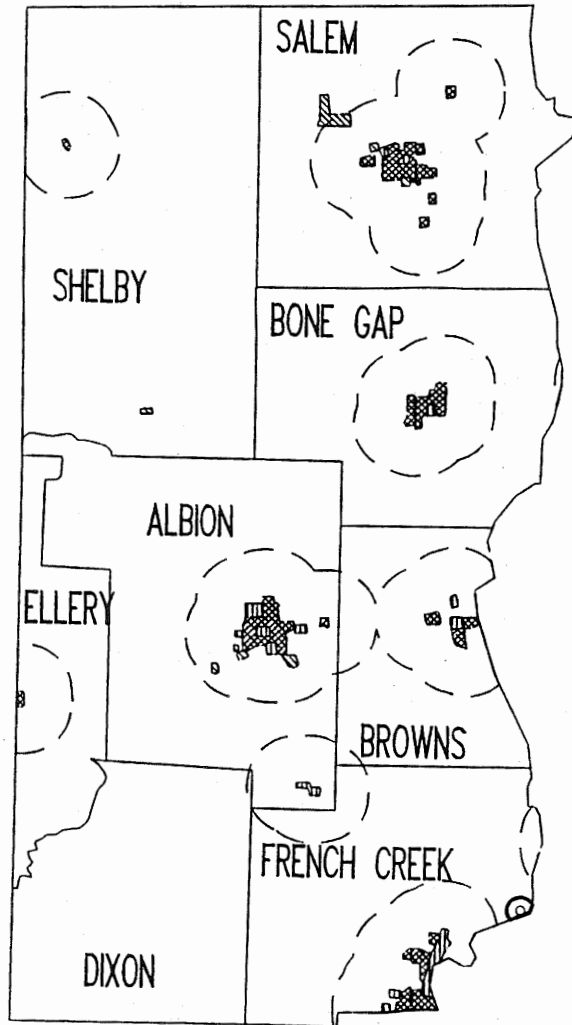 SALEM
SHELBY
BONE GAP
ALBION
ELLERY
BROWNS
FRENCH CREEK
DIXON